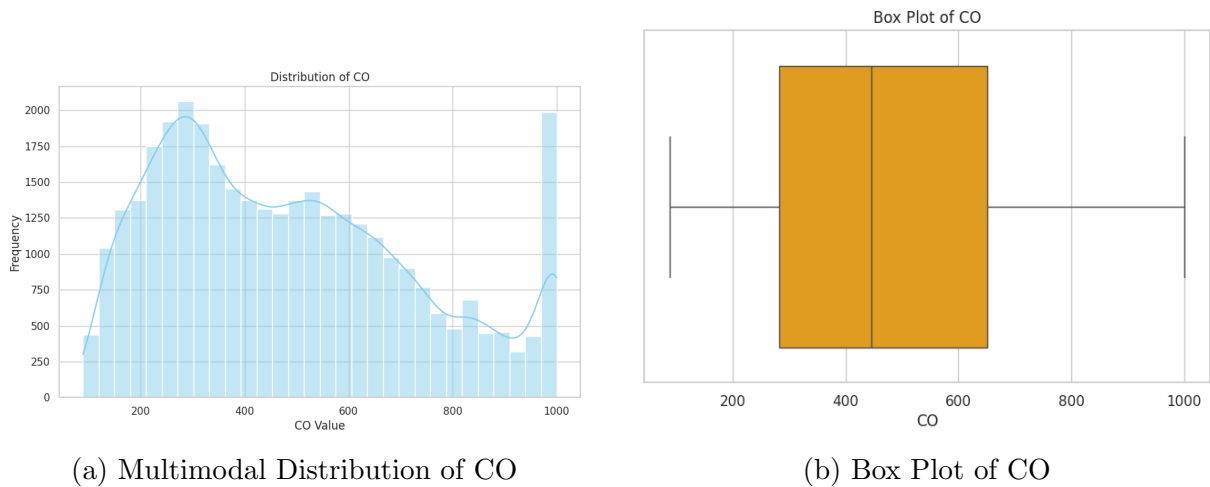 Distribution of CO
2000
1750
1500
1250
1000
750
500
250
0
Frequency
200 400 600 800 1000
CO Value
(a) Multimodal Distribution of CO
Box Plot of CO
200 400 600 800 1000
CO
(b) Box Plot of CO